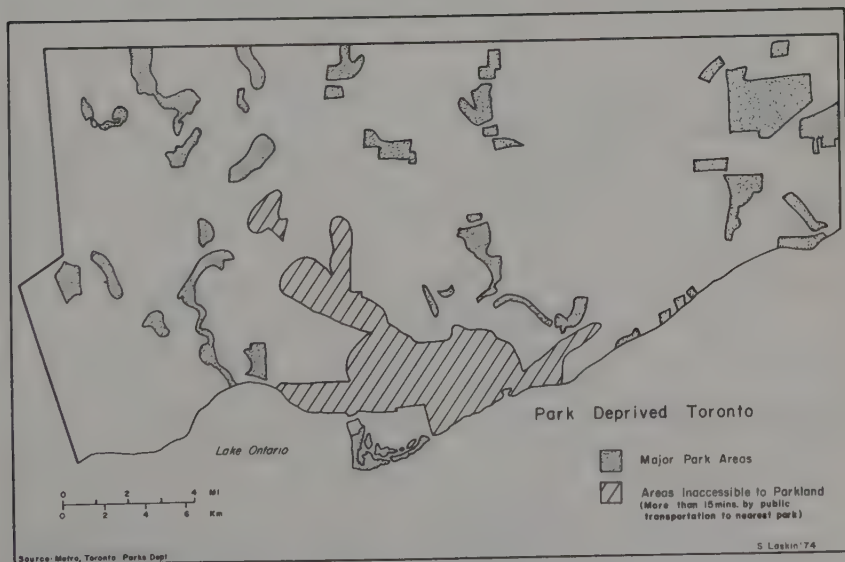 Lake Ontario
0 2 4 MI
0 2 4 6 Km
Park Deprived Toronto
Major Park Areas
Areas Inaccessible to Parkland
(More than 15mins. by public
transportation to nearest park)
Source: Metro, Toronto Parks Dept
S Laskin '74